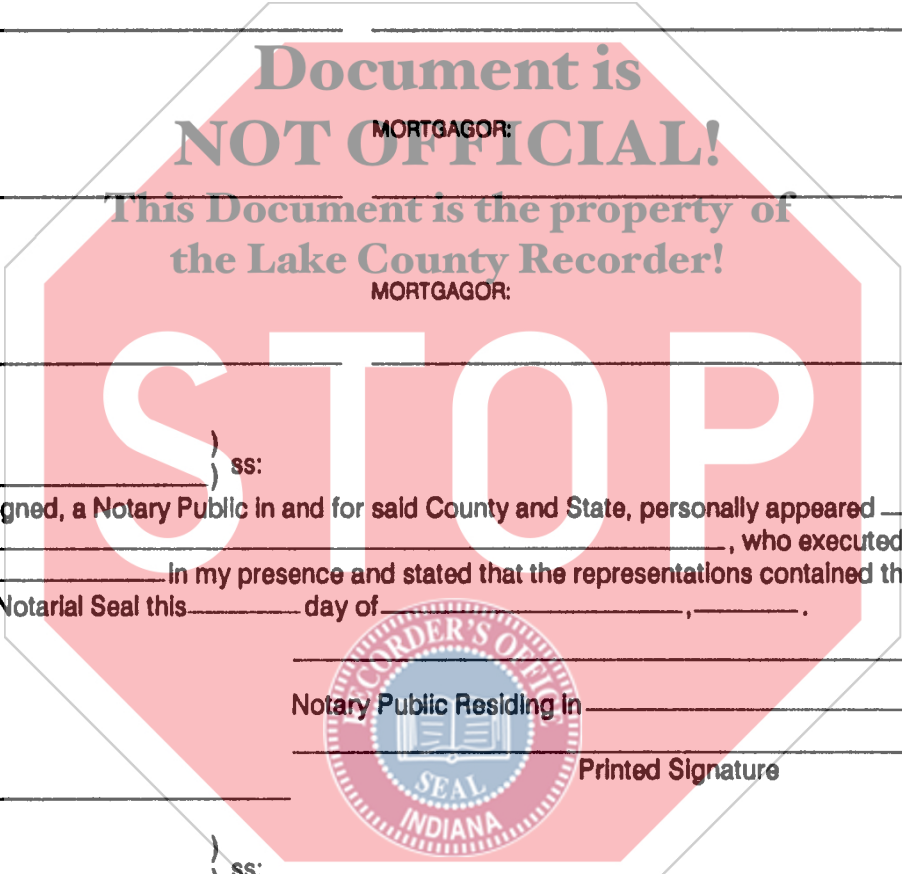 Document is
MORTGAGOR:
NOT OFFICIAL!
This Document is the property of
the Lake County Recorder!
MORTGAGOR:
STOP
)
) ss:
gned, a Notary Public in and for said County and State, personally appeared
, who executed
in my presence and stated that the representations contained th
Notarial Seal this day of , .
RECORDER'S OFFICE
Notary Public Residing in
Printed Signature
SEAL
INDIANA
)
) ss: